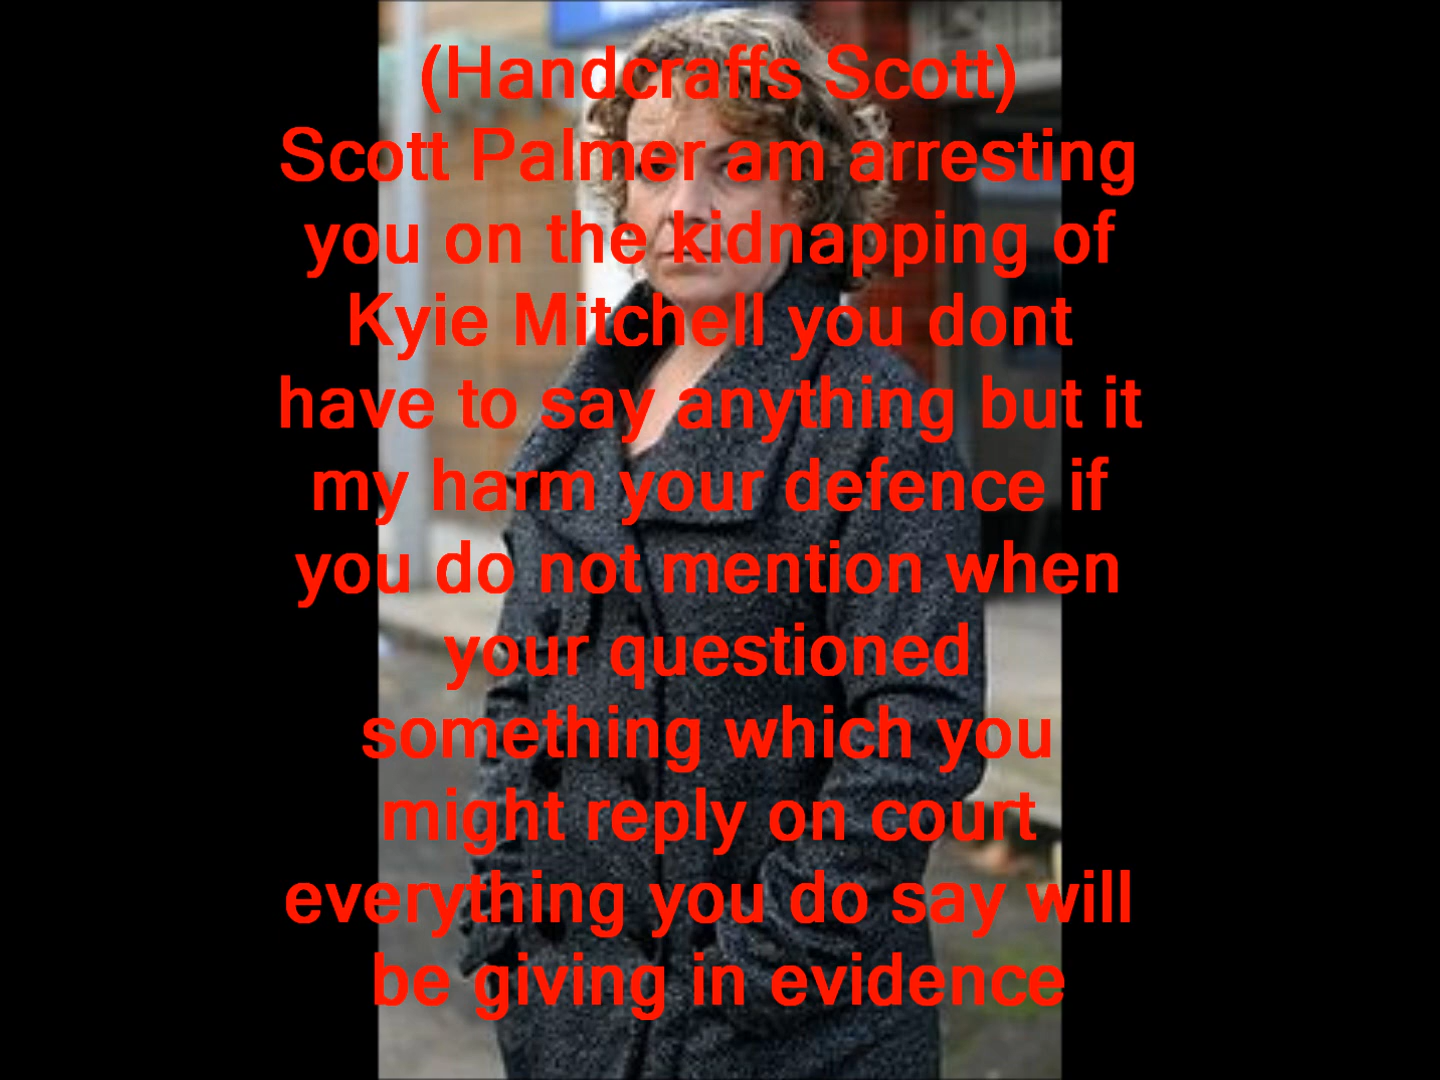 (Handcraffs Scott)
Scott Palmer am arresting
you on the kidnapping of
Kyie Mitchell you dont
have to say anything but it
my harm your defence if
you do not mention when
your questioned
something which you
might reply on court
everything you do say will
be giving in evidence